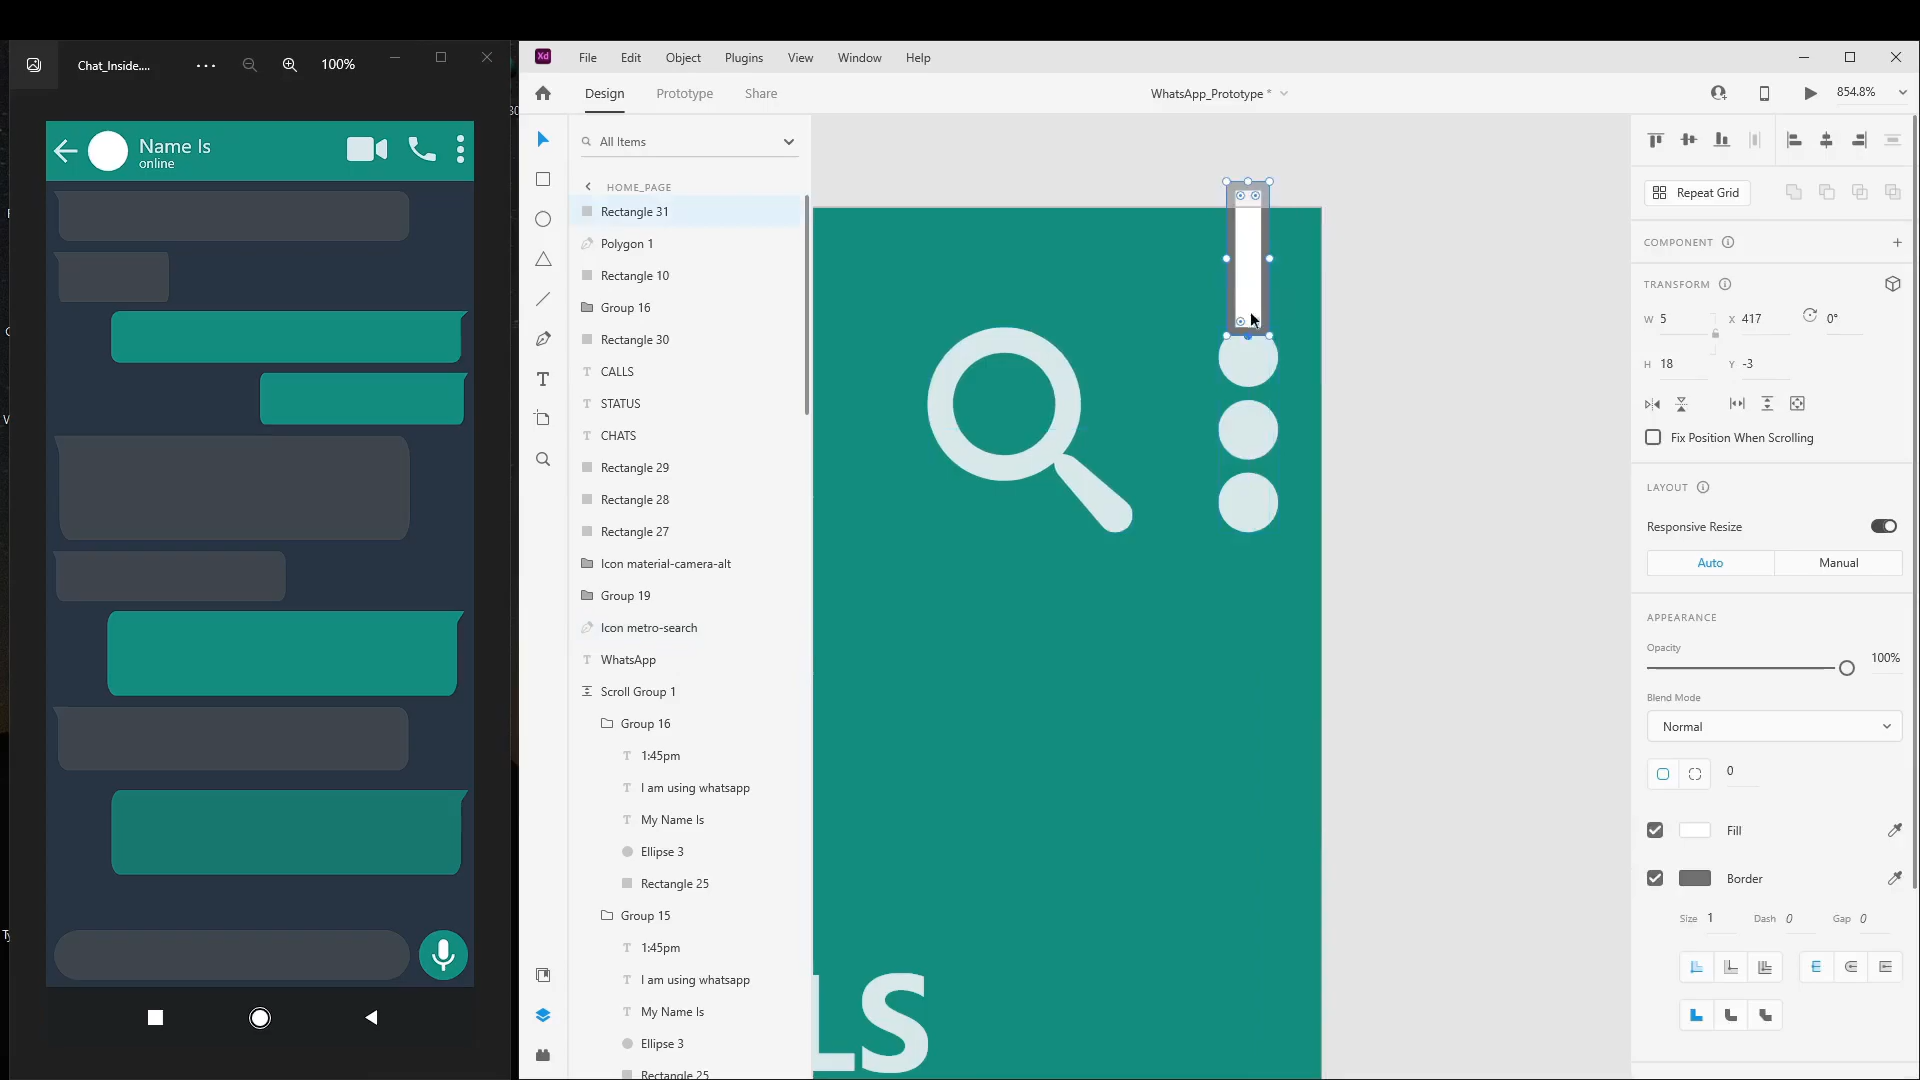 Chat_Inside....
100%
Name Is
online
File Edit Object Plugins View Window Help
Design Prototype Share
WhatsApp_Prototype *
854.8%
All Items
HOME_PAGE
Rectangle 31
Polygon 1
Rectangle 10
Group 16
Rectangle 30
CALLS
STATUS
CHATS
Rectangle 29
Rectangle 28
Rectangle 27
Icon material-camera-alt
Group 19
Icon metro-search
WhatsApp
Scroll Group 1
Group 16
1:45pm
I am using whatsapp
My Name Is
Ellipse 3
Rectangle 25
Group 15
1:45pm
I am using whatsapp
My Name Is
Ellipse 3
Rectangle 25
LS
Repeat Grid
COMPONENT
TRANSFORM
W 5 X 417 0°
H 18 Y -3
Fix Position When Scrolling
LAYOUT
Responsive Resize
Auto Manual
APPEARANCE
Opacity
100%
Blend Mode
Normal
0
Fill
Border
Size 1 Dash 0 Gap 0